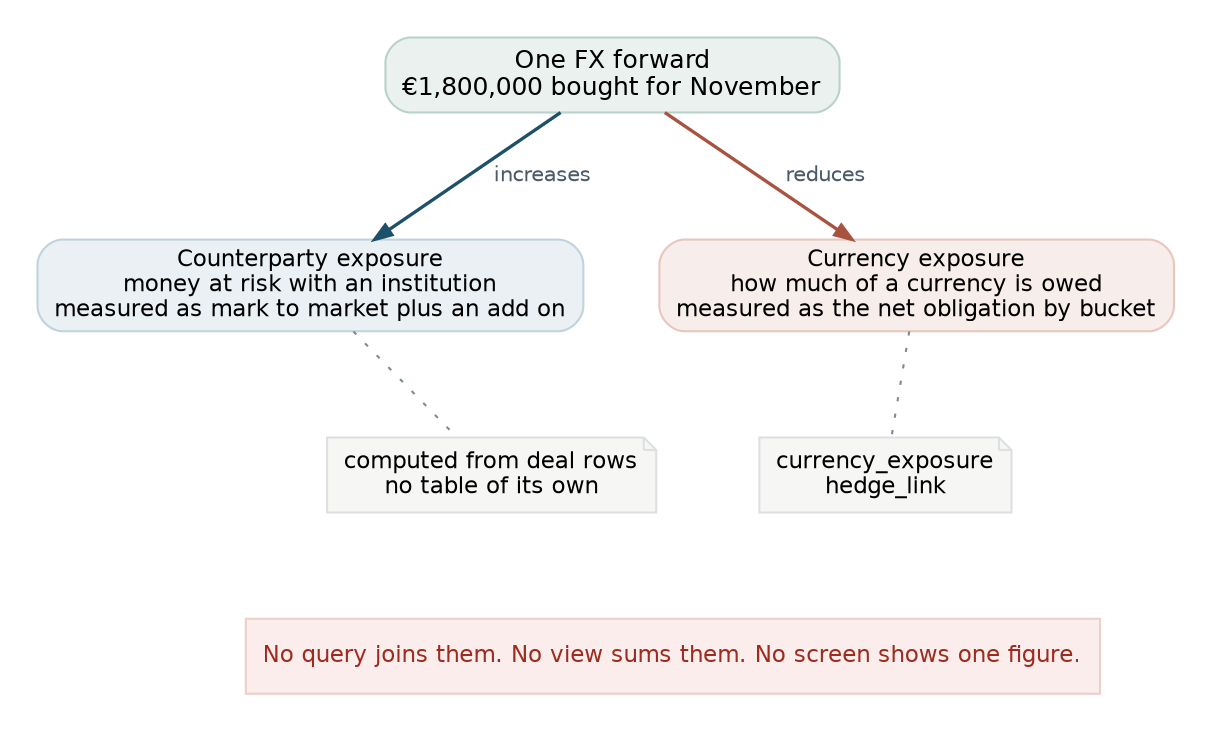 One FX forward
€1,800,000 bought for November
increases
reduces
Counterparty exposure
money at risk with an institution
measured as mark to market plus an add on
Currency exposure
how much of a currency is owed
measured as the net obligation by bucket
computed from deal rows
no table of its own
currency_exposure
hedge_link
No query joins them. No view sums them. No screen shows one figure.